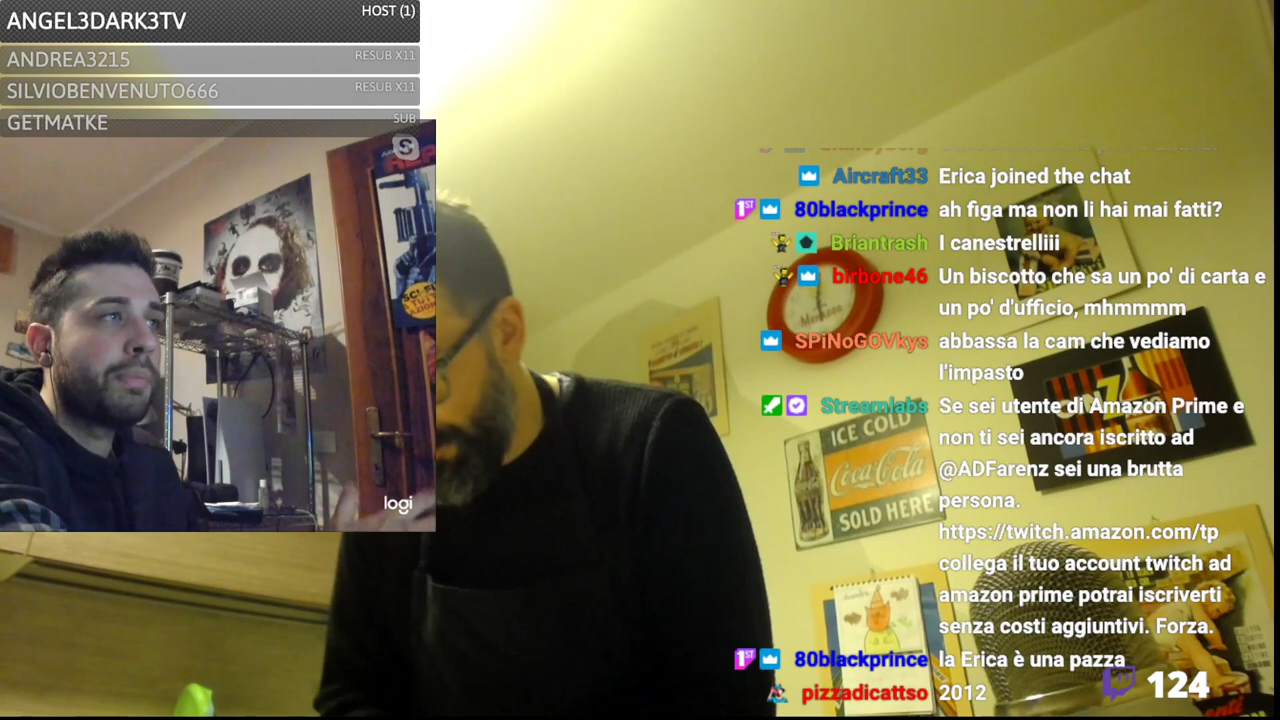 ANGEL3DARK3TV HOST (1)
ANDREA3215 RESUB X11
SILVIOBENVENUTO666 RESUB X11
GETMATKE SUB
Aircraft33 Erica joined the chat
1ST 80blackprince ah figa ma non li hai mai fatti?
Briantrash I canestrelliii
birbone46 Un biscotto che sa un po' di carta e
un po' d'ufficio, mhmmmm
SPiNoGOVkys abbassa la cam che vediamo
l'impasto
Streamlabs Se sei utente di Amazon Prime e
non ti sei ancora iscritto ad
@ADFarenz sei una brutta
persona.
https://twitch.amazon.com/tp
collega il tuo account twitch ad
amazon prime potrai iscriverti
senza costi aggiuntivi. Forza.
1ST 80blackprince la Erica è una pazza
pizzadicattso 2012
124
S
logi
ICE COLD
Coca-Cola
SOLD HERE